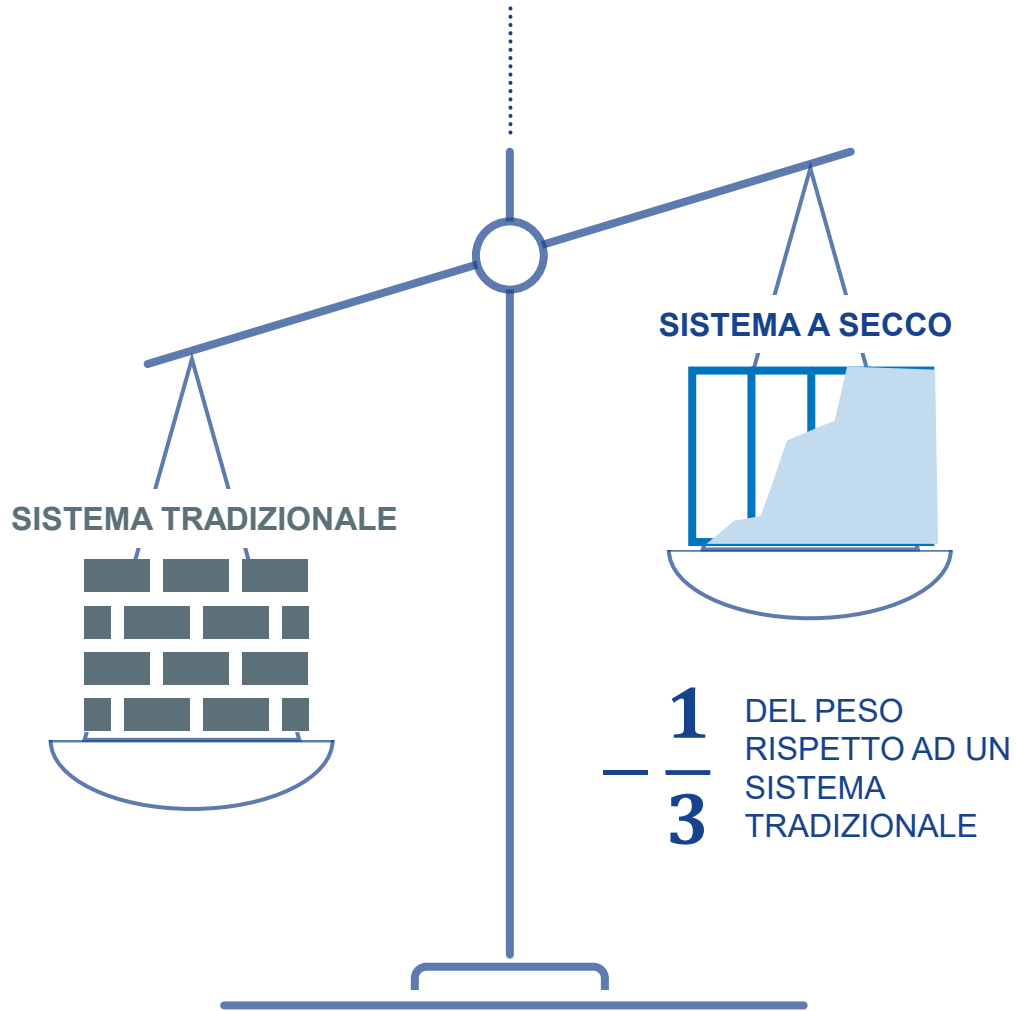 SISTEMA A SECCO
SISTEMA TRADIZIONALE
− 1/3
DEL PESO
RISPETTO AD UN
SISTEMA
TRADIZIONALE